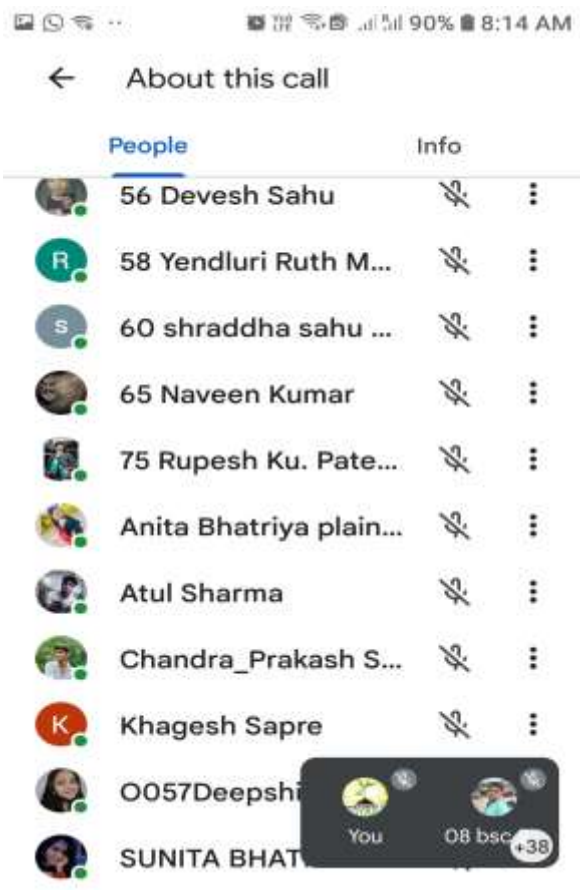 90% 8:14 AM
About this call
People Info
56 Devesh Sahu
R 58 Yendluri Ruth M...
s 60 shraddha sahu ...
65 Naveen Kumar
75 Rupesh Ku. Pate...
Anita Bhatriya plain...
Atul Sharma
Chandra_Prakash S...
K Khagesh Sapre
O057Deepshi
You 08 bsc +38
SUNITA BHAT